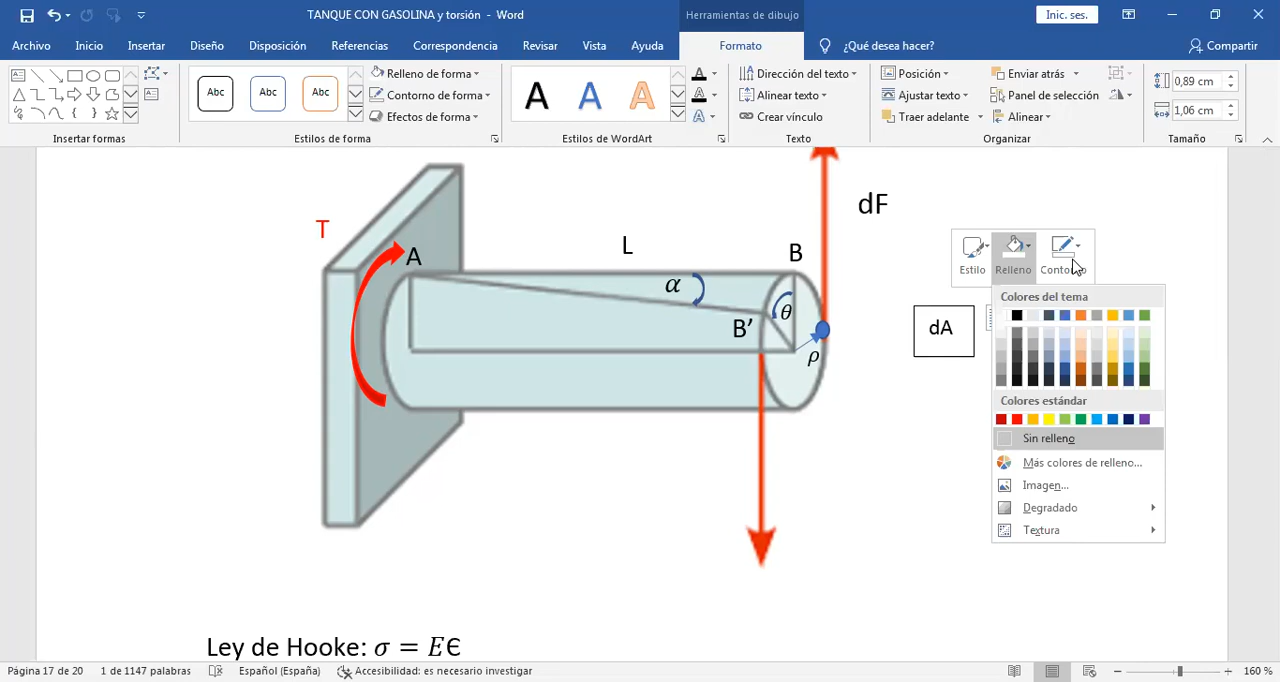 TANQUE CON GASOLINA y torsión - Word
Herramientas de dibujo
Inic. ses.
Archivo
Inicio
Insertar
Diseño
Disposición
Referencias
Correspondencia
Revisar
Vista
Ayuda
Formato
¿Qué desea hacer?
Compartir
Abc
Abc
Abc
Relleno de forma
Contorno de forma
Efectos de forma
A
A
A
A
A
A
Dirección del texto
Alinear texto
Crear vínculo
Posición
Ajustar texto
Traer adelante
Enviar atrás
Panel de selección
Alinear
0,89 cm
1,06 cm
Insertar formas
Estilos de forma
Estilos de WordArt
Texto
Organizar
Tamaño
dF
T
L
A
B
α
θ
B’
ρ
dA
Estilo
Relleno
Colores del tema
Colores estándar
Sin relleno
Más colores de relleno...
Imagen...
Degradado
Textura
Ley de Hooke: σ = EЄ
Página 17 de 20
1 de 1147 palabras
Español (España)
Accesibilidad: es necesario investigar
160 %